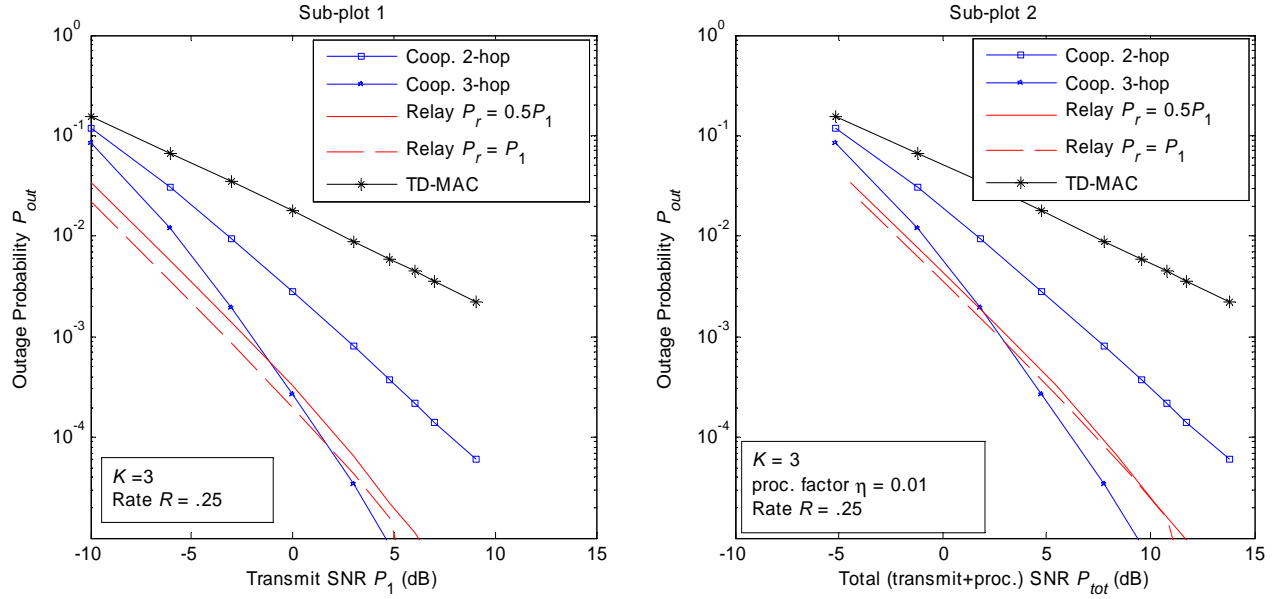 Sub-plot 1
10^0
10^-1
10^-2
10^-3
10^-4
Outage Probability P_out
Coop. 2-hop
Coop. 3-hop
Relay P_r = 0.5P_1
Relay P_r = P_1
TD-MAC
K =3
Rate R = .25
-10 -5 0 5 10 15
Transmit SNR P_1 (dB)
Sub-plot 2
10^0
10^-1
10^-2
10^-3
10^-4
Outage Probability P_out
Coop. 2-hop
Coop. 3-hop
Relay P_r = 0.5P_1
Relay P_r = P_1
TD-MAC
K = 3
proc. factor η = 0.01
Rate R = .25
-10 -5 0 5 10 15
Total (transmit+proc.) SNR P_tot (dB)